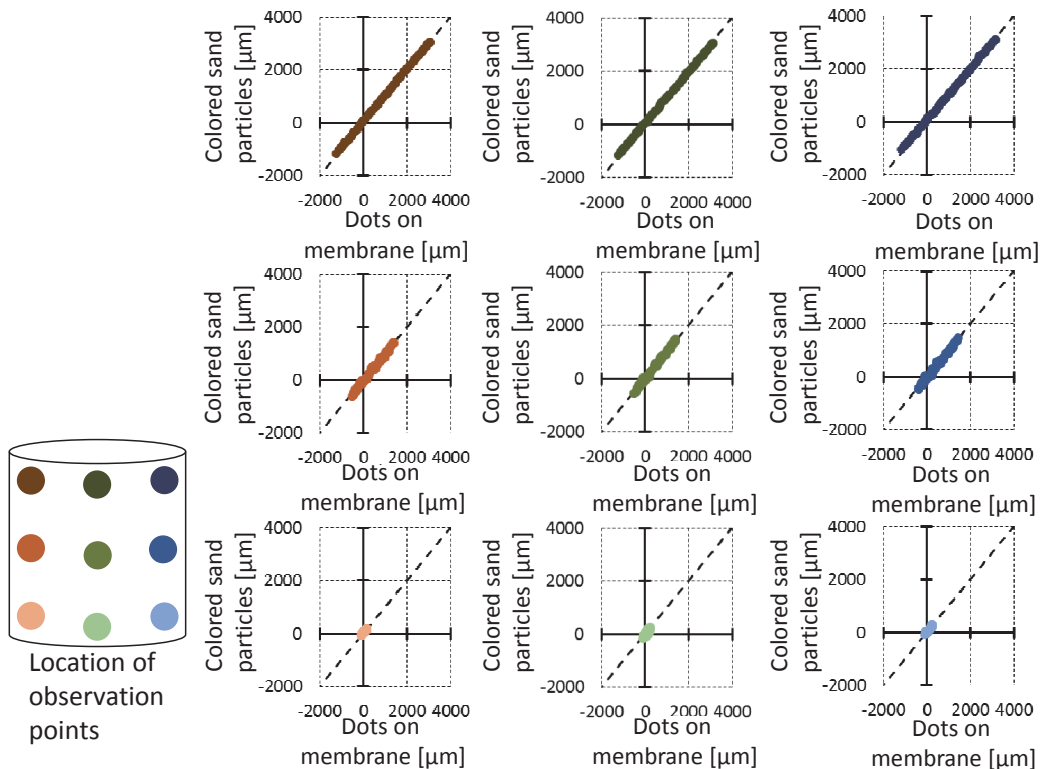 4000
2000
0
-2000
Colored sand
particles [µm]
-2000 0 2000 4000
Dots on
membrane [µm]
4000
2000
0
-2000
Colored sand
particles [µm]
-2000 0 2000 4000
Dots on
membrane [µm]
4000
2000
0
-2000
Colored sand
particles [µm]
-2000 0 2000 4000
Dots on
membrane [µm]
4000
2000
0
-2000
Colored sand
particles [µm]
-2000 0 2000 4000
Dots on
membrane [µm]
4000
2000
0
-2000
Colored sand
particles [µm]
-2000 0 2000 4000
Dots on
membrane [µm]
4000
2000
0
-2000
Colored sand
particles [µm]
-2000 0 2000 4000
Dots on
membrane [µm]
Location of
observation
points
4000
2000
0
-2000
Colored sand
particles [µm]
-2000 0 2000 4000
Dots on
membrane [µm]
4000
2000
0
-2000
Colored sand
particles [µm]
-2000 0 2000 4000
Dots on
membrane [µm]
4000
2000
0
-2000
Colored sand
particles [µm]
-2000 0 2000 4000
Dots on
membrane [µm]